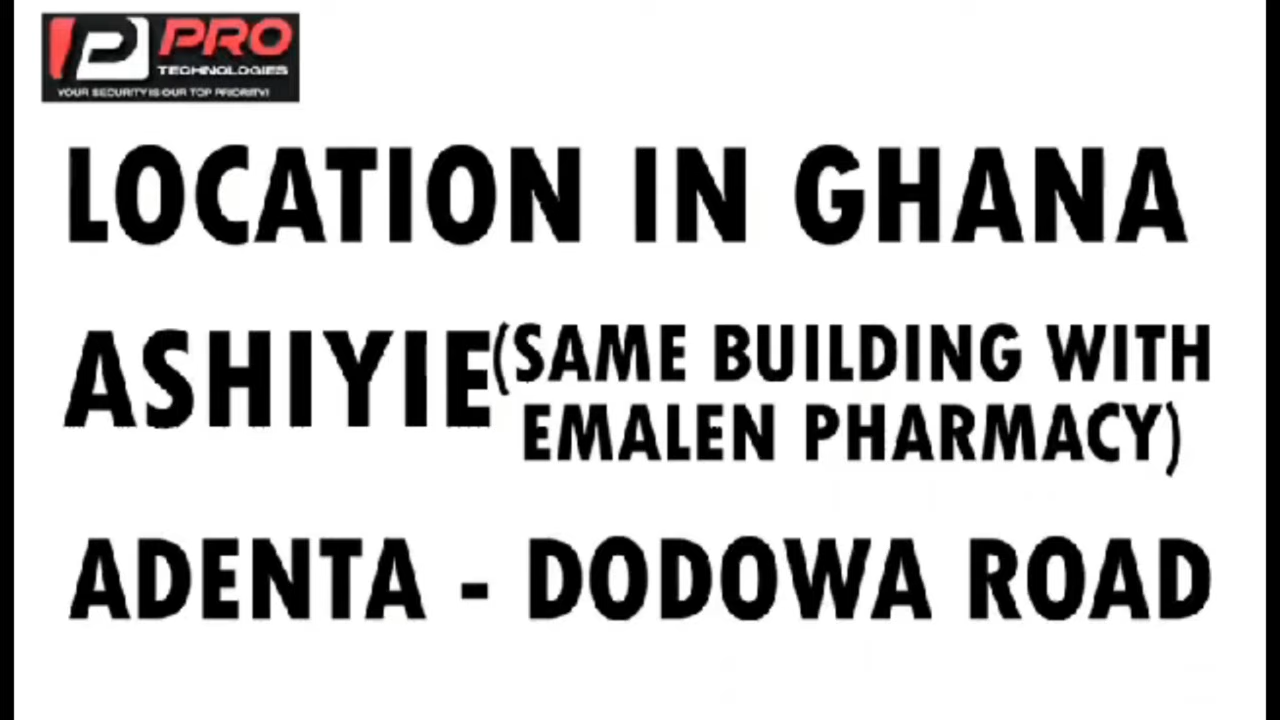 PRO
TECHNOLOGIES
YOUR SECURITY IS OUR TOP PRIORITY!
LOCATION IN GHANA
ASHIYIE (SAME BUILDING WITH
EMALEN PHARMACY)
ADENTA - DODOWA ROAD